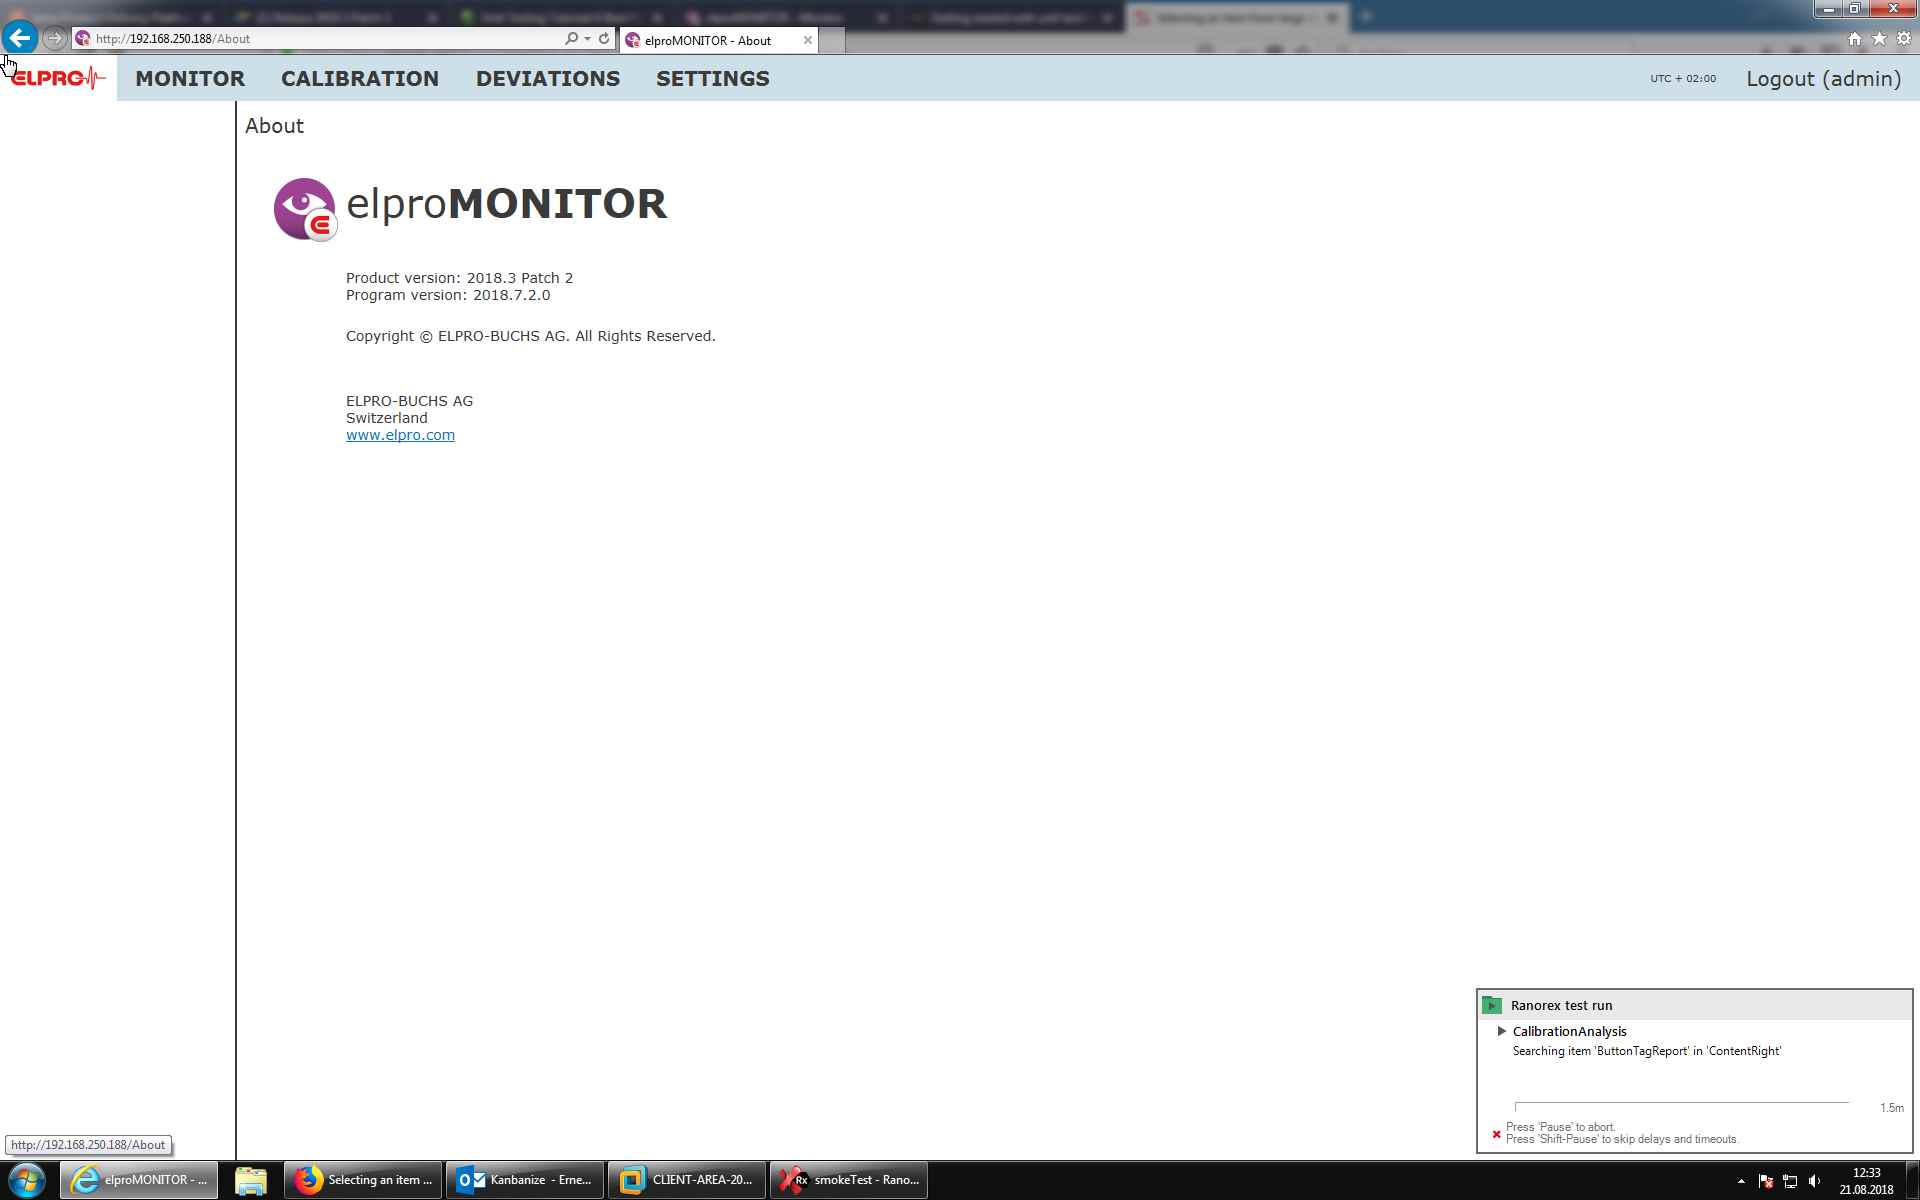 http://192.168.250.188/About
elproMONITOR - About
ELPRO
MONITOR
CALIBRATION
DEVIATIONS
SETTINGS
UTC + 02:00
Logout (admin)
About
elproMONITOR
Product version: 2018.3 Patch 2
Program version: 2018.7.2.0
Copyright © ELPRO-BUCHS AG. All Rights Reserved.
ELPRO-BUCHS AG
Switzerland
www.elpro.com
Ranorex test run
CalibrationAnalysis
Searching item 'ButtonTagReport' in 'ContentRight'
1.5m
Press 'Pause' to abort.
Press 'Shift-Pause' to skip delays and timeouts.
http://192.168.250.188/About
elproMONITOR - ...
Selecting an item ...
Kanbanize - Erne...
CLIENT-AREA-20...
Rx
smokeTest - Rano...
12:33
21.08.2018